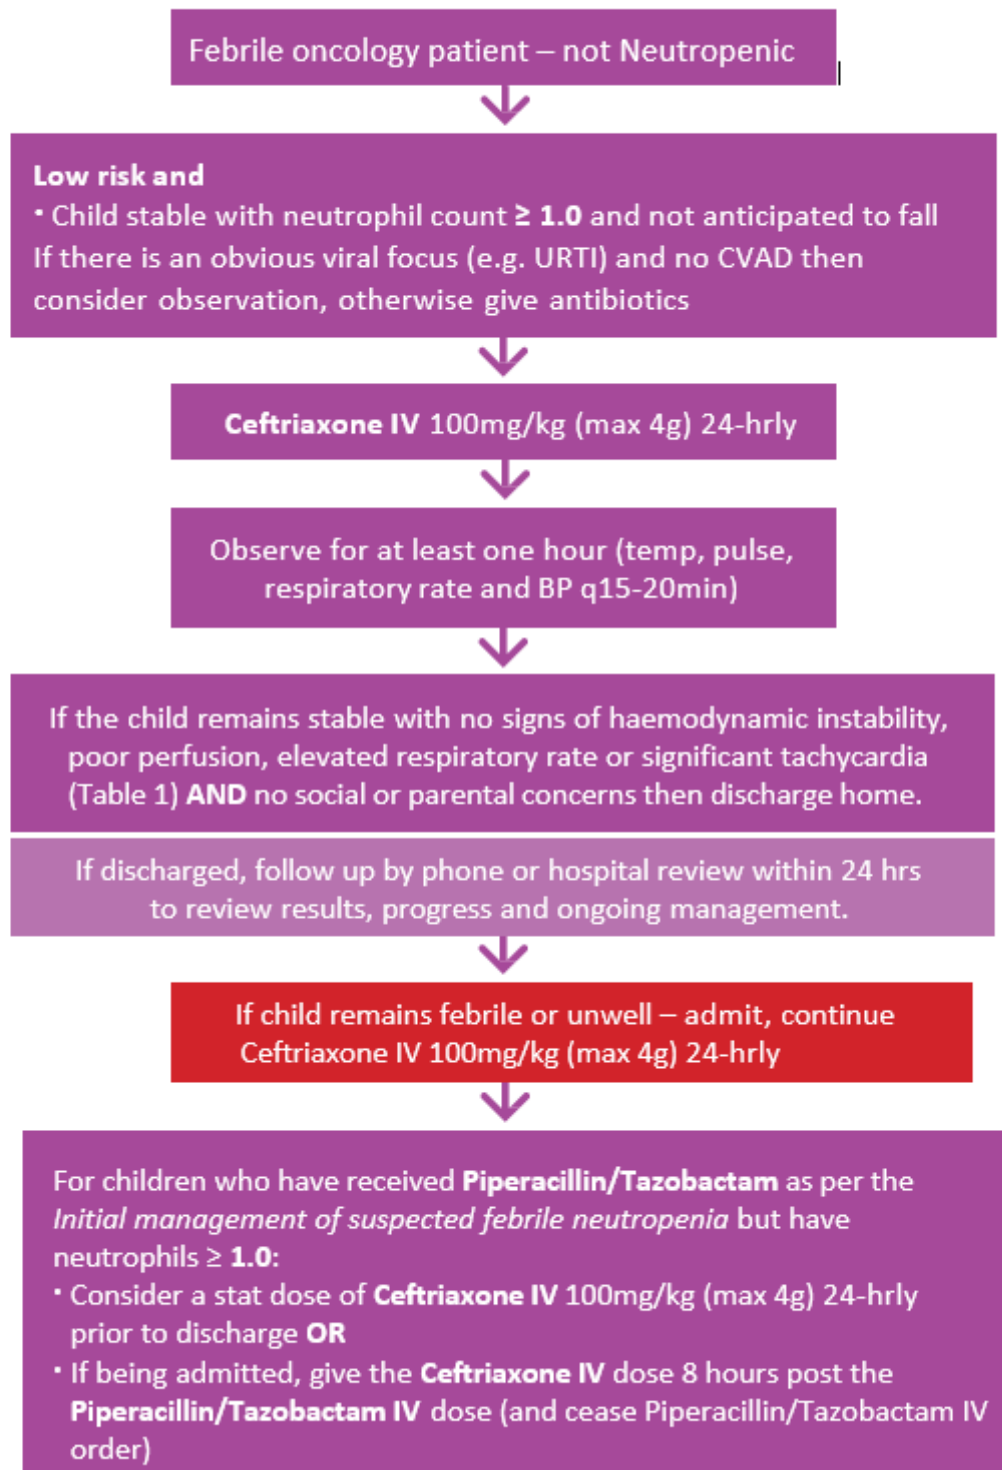 Febrile oncology patient – not Neutropenic
Low risk and
• Child stable with neutrophil count ≥ 1.0 and not anticipated to fall
If there is an obvious viral focus (e.g. URTI) and no CVAD then
consider observation, otherwise give antibiotics
Ceftriaxone IV 100mg/kg (max 4g) 24-hrly
Observe for at least one hour (temp, pulse,
respiratory rate and BP q15-20min)
If the child remains stable with no signs of haemodynamic instability,
poor perfusion, elevated respiratory rate or significant tachycardia
(Table 1) AND no social or parental concerns then discharge home.
If discharged, follow up by phone or hospital review within 24 hrs
to review results, progress and ongoing management.
If child remains febrile or unwell – admit, continue
Ceftriaxone IV 100mg/kg (max 4g) 24-hrly
For children who have received Piperacillin/Tazobactam as per the
Initial management of suspected febrile neutropenia but have
neutrophils ≥ 1.0:
• Consider a stat dose of Ceftriaxone IV 100mg/kg (max 4g) 24-hrly
prior to discharge OR
• If being admitted, give the Ceftriaxone IV dose 8 hours post the
Piperacillin/Tazobactam IV dose (and cease Piperacillin/Tazobactam IV
order)